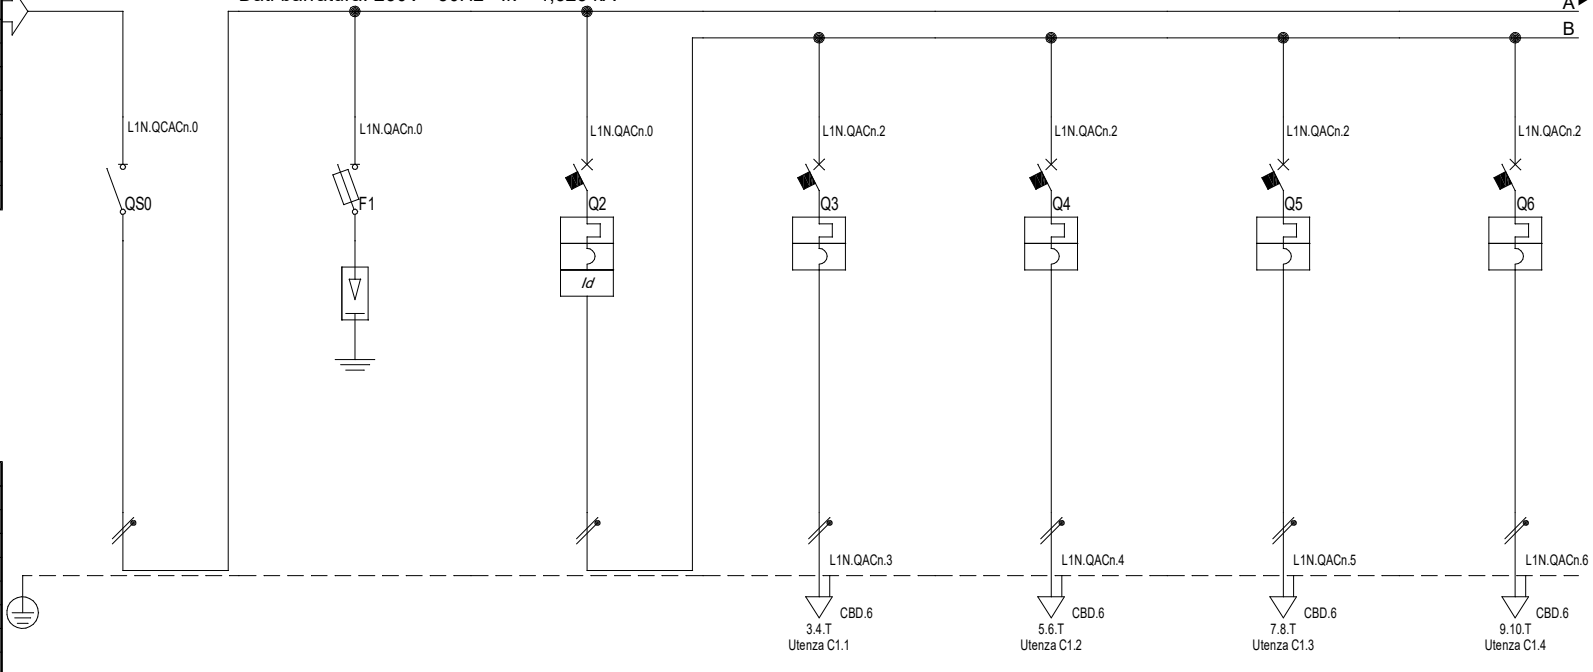 A
B
L1N.QCACn.0
L1N.QACn.0
L1N.QACn.0
L1N.QACn.2
L1N.QACn.2
L1N.QACn.2
L1N.QACn.2
QS0
F1
Q2
Q3
Q4
Q5
Q6
Id
L1N.QACn.3
L1N.QACn.4
L1N.QACn.5
L1N.QACn.6
CBD.6
CBD.6
CBD.6
CBD.6
3.4.T
5.6.T
7.8.T
9.10.T
Utenza C1.1
Utenza C1.2
Utenza C1.3
Utenza C1.4